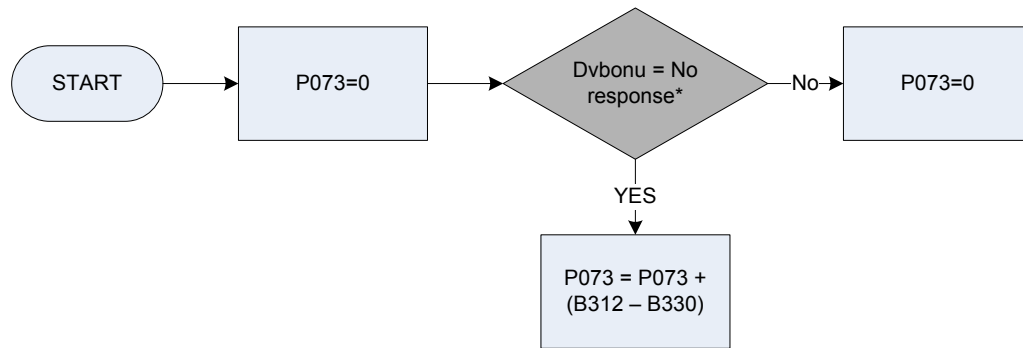 START
P073=0
Dvbonu = No
response*
No
P073=0
YES
P073 = P073 +
(B312 – B330)